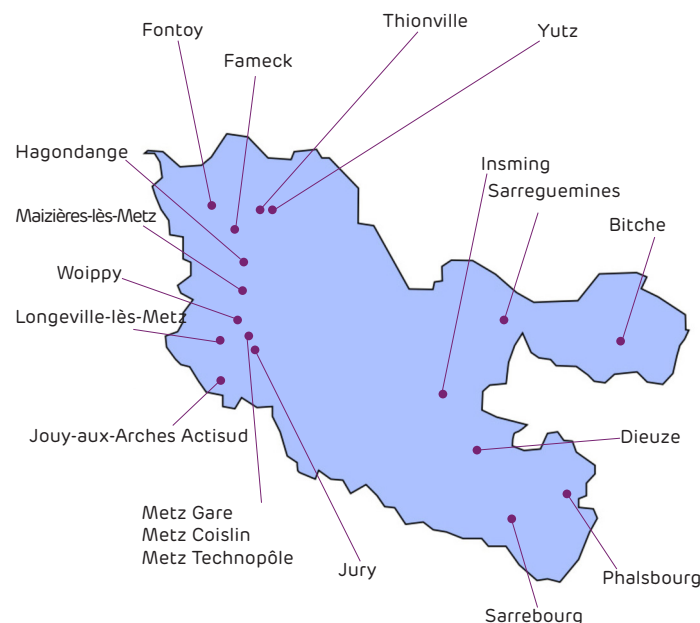 Thionville
Fontoy
Yutz
Fameck
Hagondange
Insming
Sarreguemines
Maizières-lès-Metz
Bitche
Woippy
Longeville-lès-Metz
Jouy-aux-Arches Actisud
Dieuze
Metz Gare
Metz Coislin
Metz Technopôle
Jury
Phalsbourg
Sarrebourg